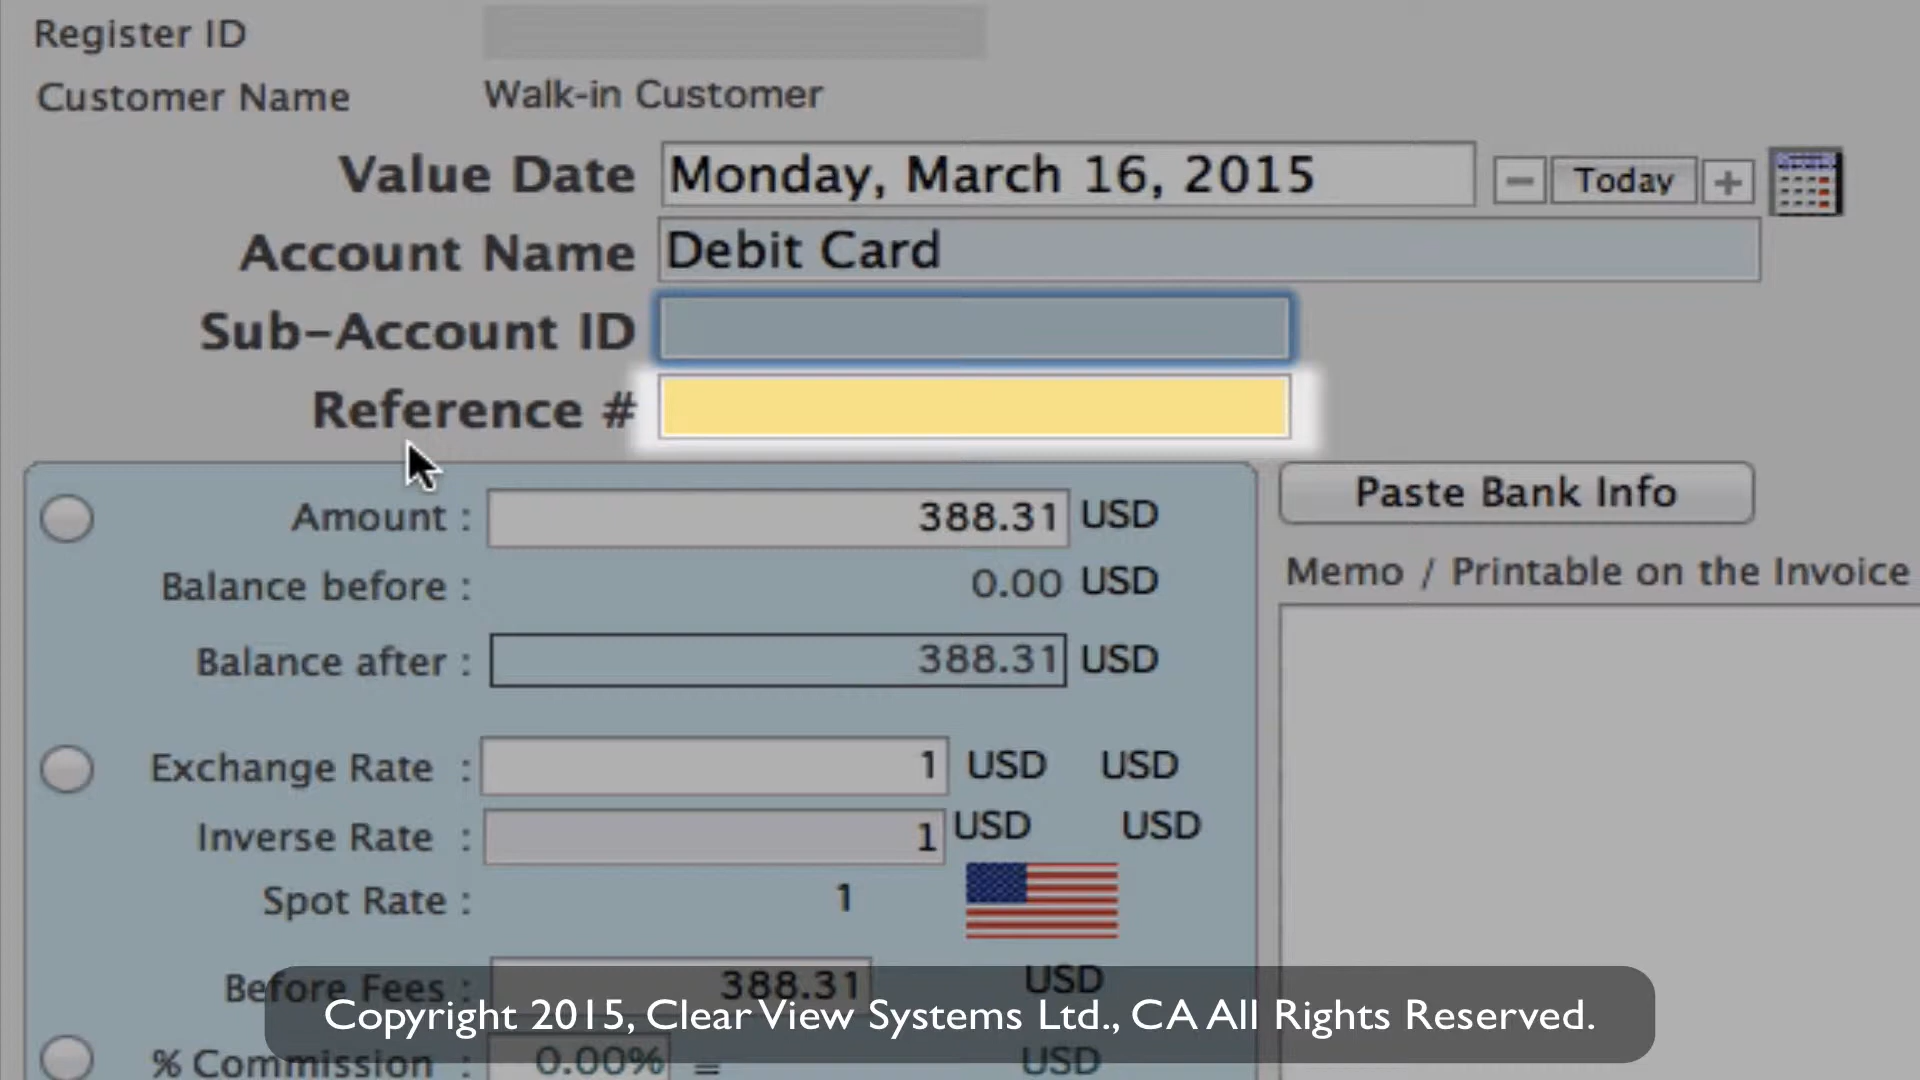 Register ID
Customer Name Walk-in Customer
Value Date Monday, March 16, 2015 − Today +
Account Name Debit Card
Sub-Account ID
Reference #
Amount : 388.31 USD
Paste Bank Info
Balance before : 0.00 USD
Memo / Printable on the Invoice
Balance after : 388.31 USD
Exchange Rate : 1 USD USD
Inverse Rate : 1 USD USD
Spot Rate : 1
Before Fees : 388.31 USD
Copyright 2015, Clear View Systems Ltd., CA All Rights Reserved.
% Commission : 0.00% = USD